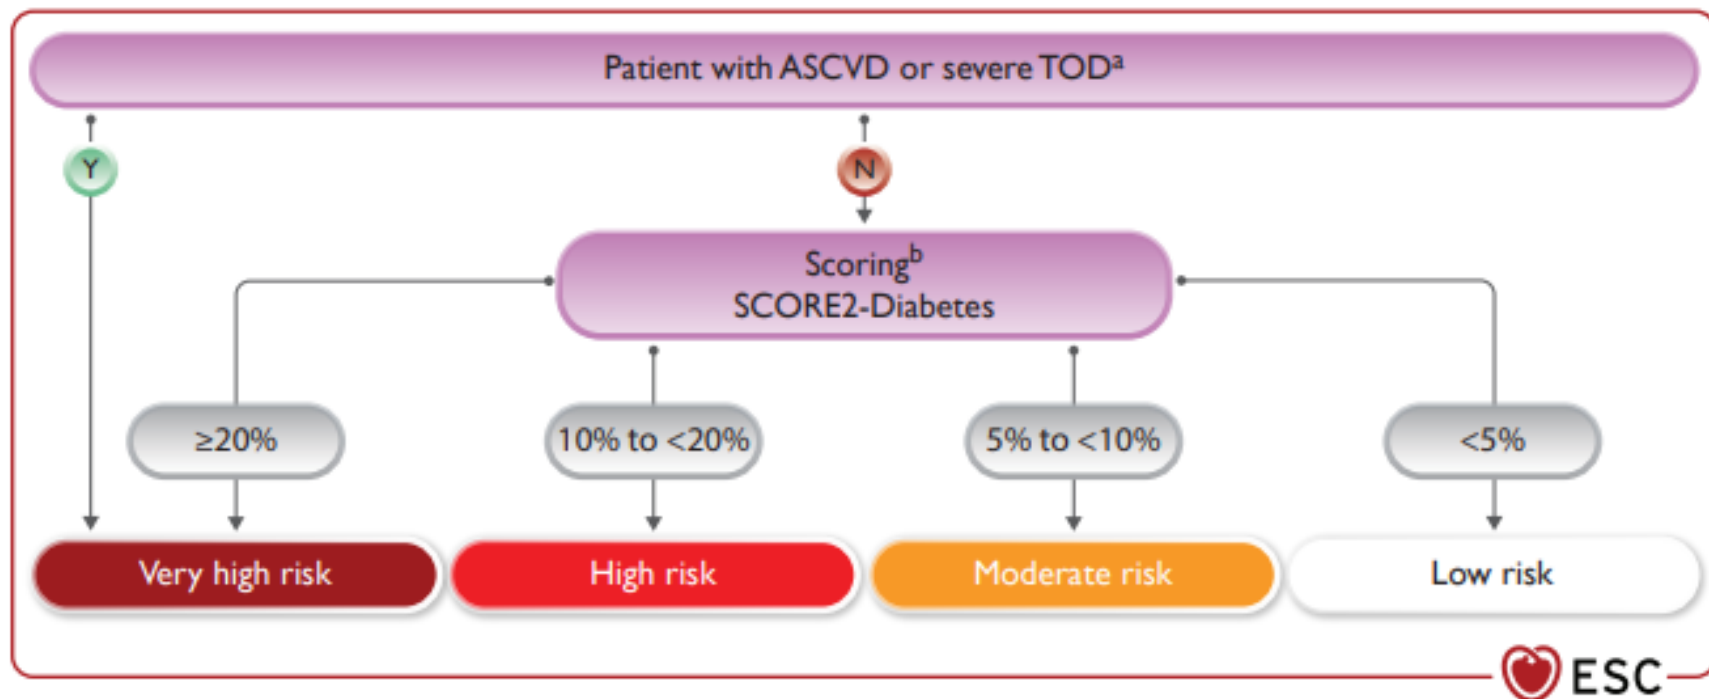 Patient with ASCVD or severe TODᵃ
Y
N
Scoringᵇ
SCORE2-Diabetes
≥20%
10% to <20%
5% to <10%
<5%
Very high risk
High risk
Moderate risk
Low risk
ESC